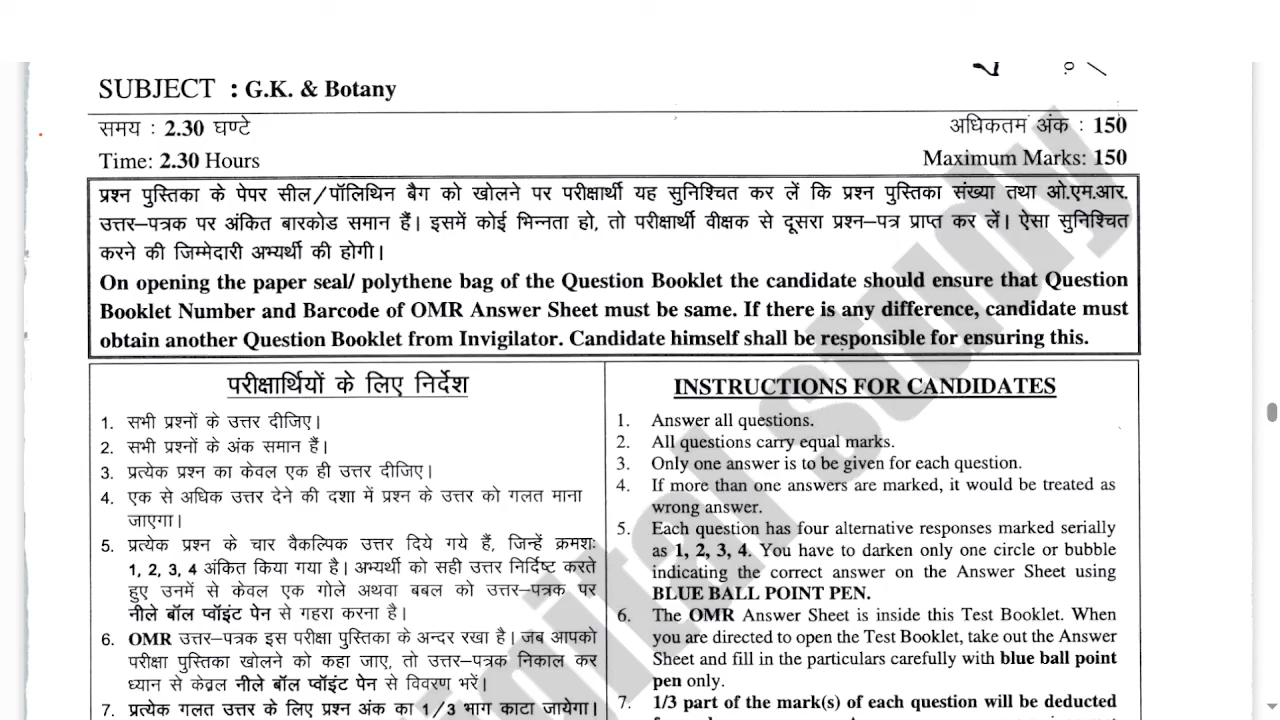 SUBJECT : G.K. & Botany
समय : 2.30 घण्टे
अधिकतम अंक : 150
Time: 2.30 Hours
Maximum Marks: 150
प्रश्न पुस्तिका के पेपर सील/पॉलिथिन बैग को खोलने पर परीक्षार्थी यह सुनिश्चित कर लें कि प्रश्न पुस्तिका संख्या तथा ओ.एम.आर.
उत्तर–पत्रक पर अंकित बारकोड समान हैं। इसमें कोई भिन्नता हो, तो परीक्षार्थी वीक्षक से दूसरा प्रश्न–पत्र प्राप्त कर लें। ऐसा सुनिश्चित
करने की जिम्मेदारी अभ्यर्थी की होगी।
On opening the paper seal/ polythene bag of the Question Booklet the candidate should ensure that Question
Booklet Number and Barcode of OMR Answer Sheet must be same. If there is any difference, candidate must
obtain another Question Booklet from Invigilator. Candidate himself shall be responsible for ensuring this.
परीक्षार्थियों के लिए निर्देश
1. सभी प्रश्नों के उत्तर दीजिए।
2. सभी प्रश्नों के अंक समान हैं।
3. प्रत्येक प्रश्न का केवल एक ही उत्तर दीजिए।
4. एक से अधिक उत्तर देने की दशा में प्रश्न के उत्तर को गलत माना
जाएगा।
5. प्रत्येक प्रश्न के चार वैकल्पिक उत्तर दिये गये हैं, जिन्हें क्रमशः
1, 2, 3, 4 अंकित किया गया है। अभ्यर्थी को सही उत्तर निर्दिष्ट करते
हुए उनमें से केवल एक गोले अथवा बबल को उत्तर–पत्रक पर
नीले बॉल प्वॉइंट पेन से गहरा करना है।
6. OMR उत्तर–पत्रक इस परीक्षा पुस्तिका के अन्दर रखा है। जब आपको
परीक्षा पुस्तिका खोलने को कहा जाए, तो उत्तर–पत्रक निकाल कर
ध्यान से केवल नीले बॉल प्वॉइंट पेन से विवरण भरें।
7. प्रत्येक गलत उत्तर के लिए प्रश्न अंक का 1/3 भाग काटा जायेगा।
INSTRUCTIONS FOR CANDIDATES
1. Answer all questions.
2. All questions carry equal marks.
3. Only one answer is to be given for each question.
4. If more than one answers are marked, it would be treated as
wrong answer.
5. Each question has four alternative responses marked serially
as 1, 2, 3, 4. You have to darken only one circle or bubble
indicating the correct answer on the Answer Sheet using
BLUE BALL POINT PEN.
6. The OMR Answer Sheet is inside this Test Booklet. When
you are directed to open the Test Booklet, take out the Answer
Sheet and fill in the particulars carefully with blue ball point
pen only.
7. 1/3 part of the mark(s) of each question will be deducted